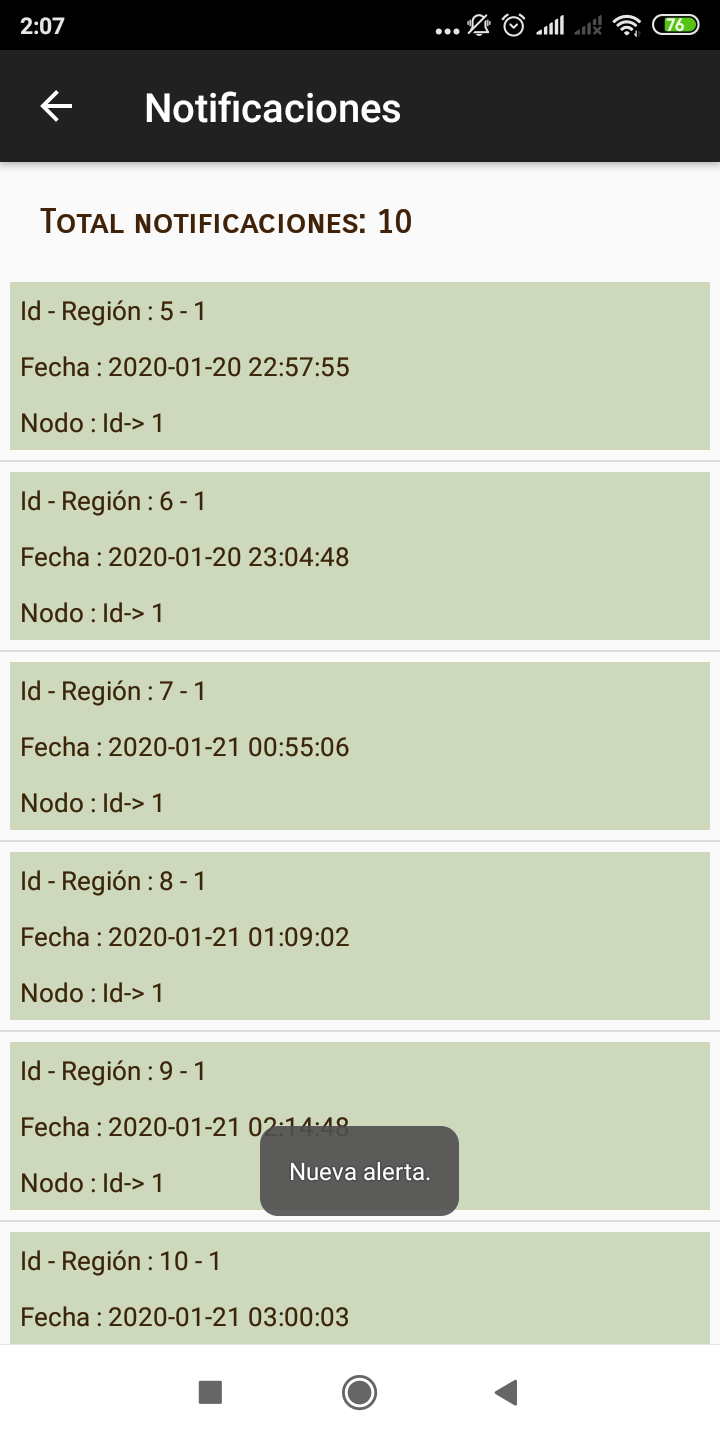 2:07
76
Notificaciones
Total notificaciones: 10
Id - Región : 5 - 1
Fecha : 2020-01-20 22:57:55
Nodo : Id-> 1
Id - Región : 6 - 1
Fecha : 2020-01-20 23:04:48
Nodo : Id-> 1
Id - Región : 7 - 1
Fecha : 2020-01-21 00:55:06
Nodo : Id-> 1
Id - Región : 8 - 1
Fecha : 2020-01-21 01:09:02
Nodo : Id-> 1
Id - Región : 9 - 1
Fecha : 2020-01-21 02:14:48
Nodo : Id-> 1
Nueva alerta.
Id - Región : 10 - 1
Fecha : 2020-01-21 03:00:03